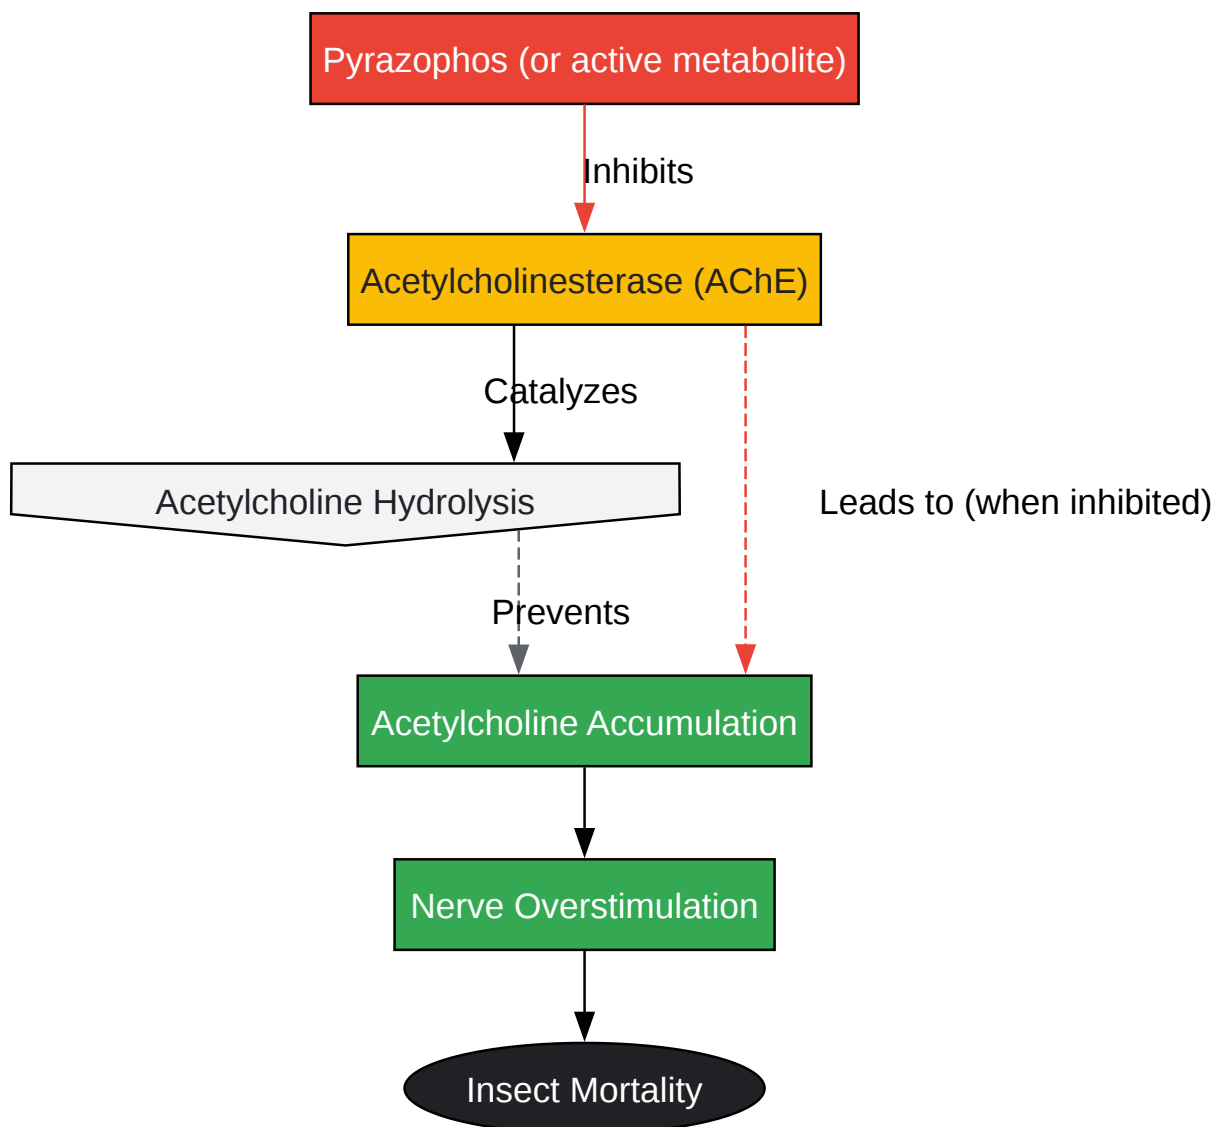 Pyrazophos (or active metabolite)
Inhibits
Acetylcholinesterase (AChE)
Catalyzes
Acetylcholine Hydrolysis
Leads to (when inhibited)
Prevents
Acetylcholine Accumulation
Nerve Overstimulation
Insect Mortality